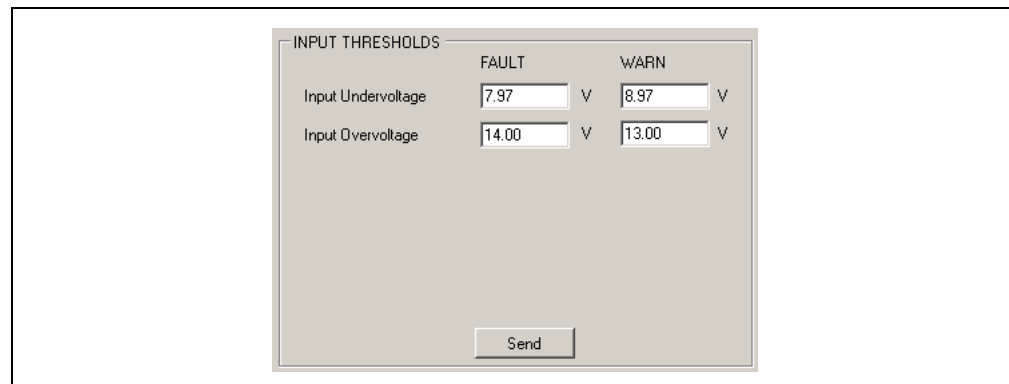 INPUT THRESHOLDS
FAULT WARN
Input Undervoltage 7.97 V 8.97 V
Input Overvoltage 14.00 V 13.00 V
Send